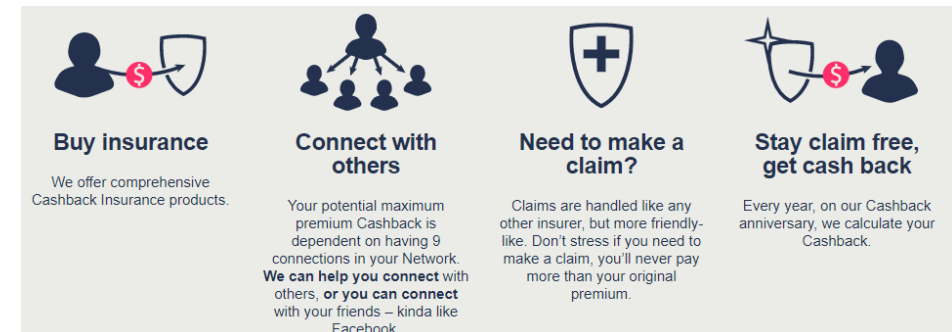 $
$
Buy insurance
We offer comprehensive
Cashback Insurance products.
Connect with
others
Your potential maximum
premium Cashback is
dependent on having 9
connections in your Network.
We can help you connect with
others, or you can connect
with your friends – kinda like
Facebook
Need to make a
claim?
Claims are handled like any
other insurer, but more friendly-
like. Don't stress if you need to
make a claim, you'll never pay
more than your original
premium.
Stay claim free,
get cash back
Every year, on our Cashback
anniversary, we calculate your
Cashback.